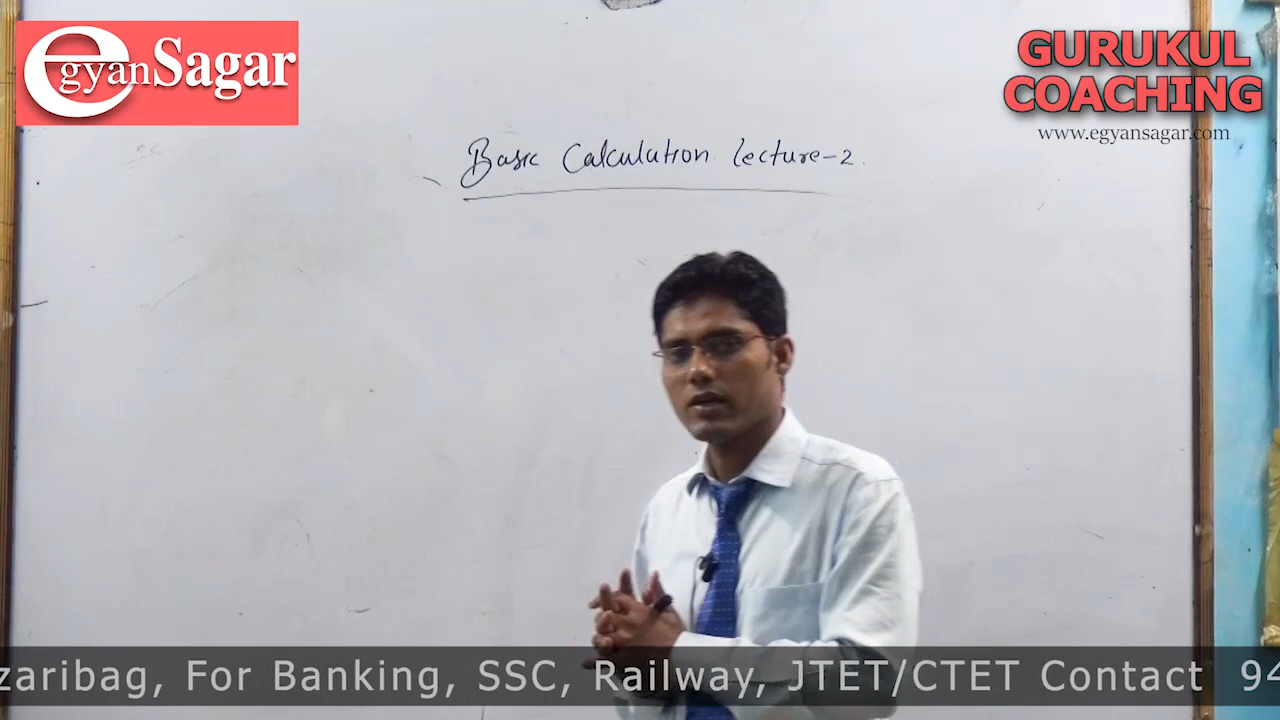 egyanSagar
GURUKUL
COACHING
www.egyansagar.com
Basic Calculation lecture-2.
zaribag, For Banking, SSC, Railway, JTET/CTET Contact 94